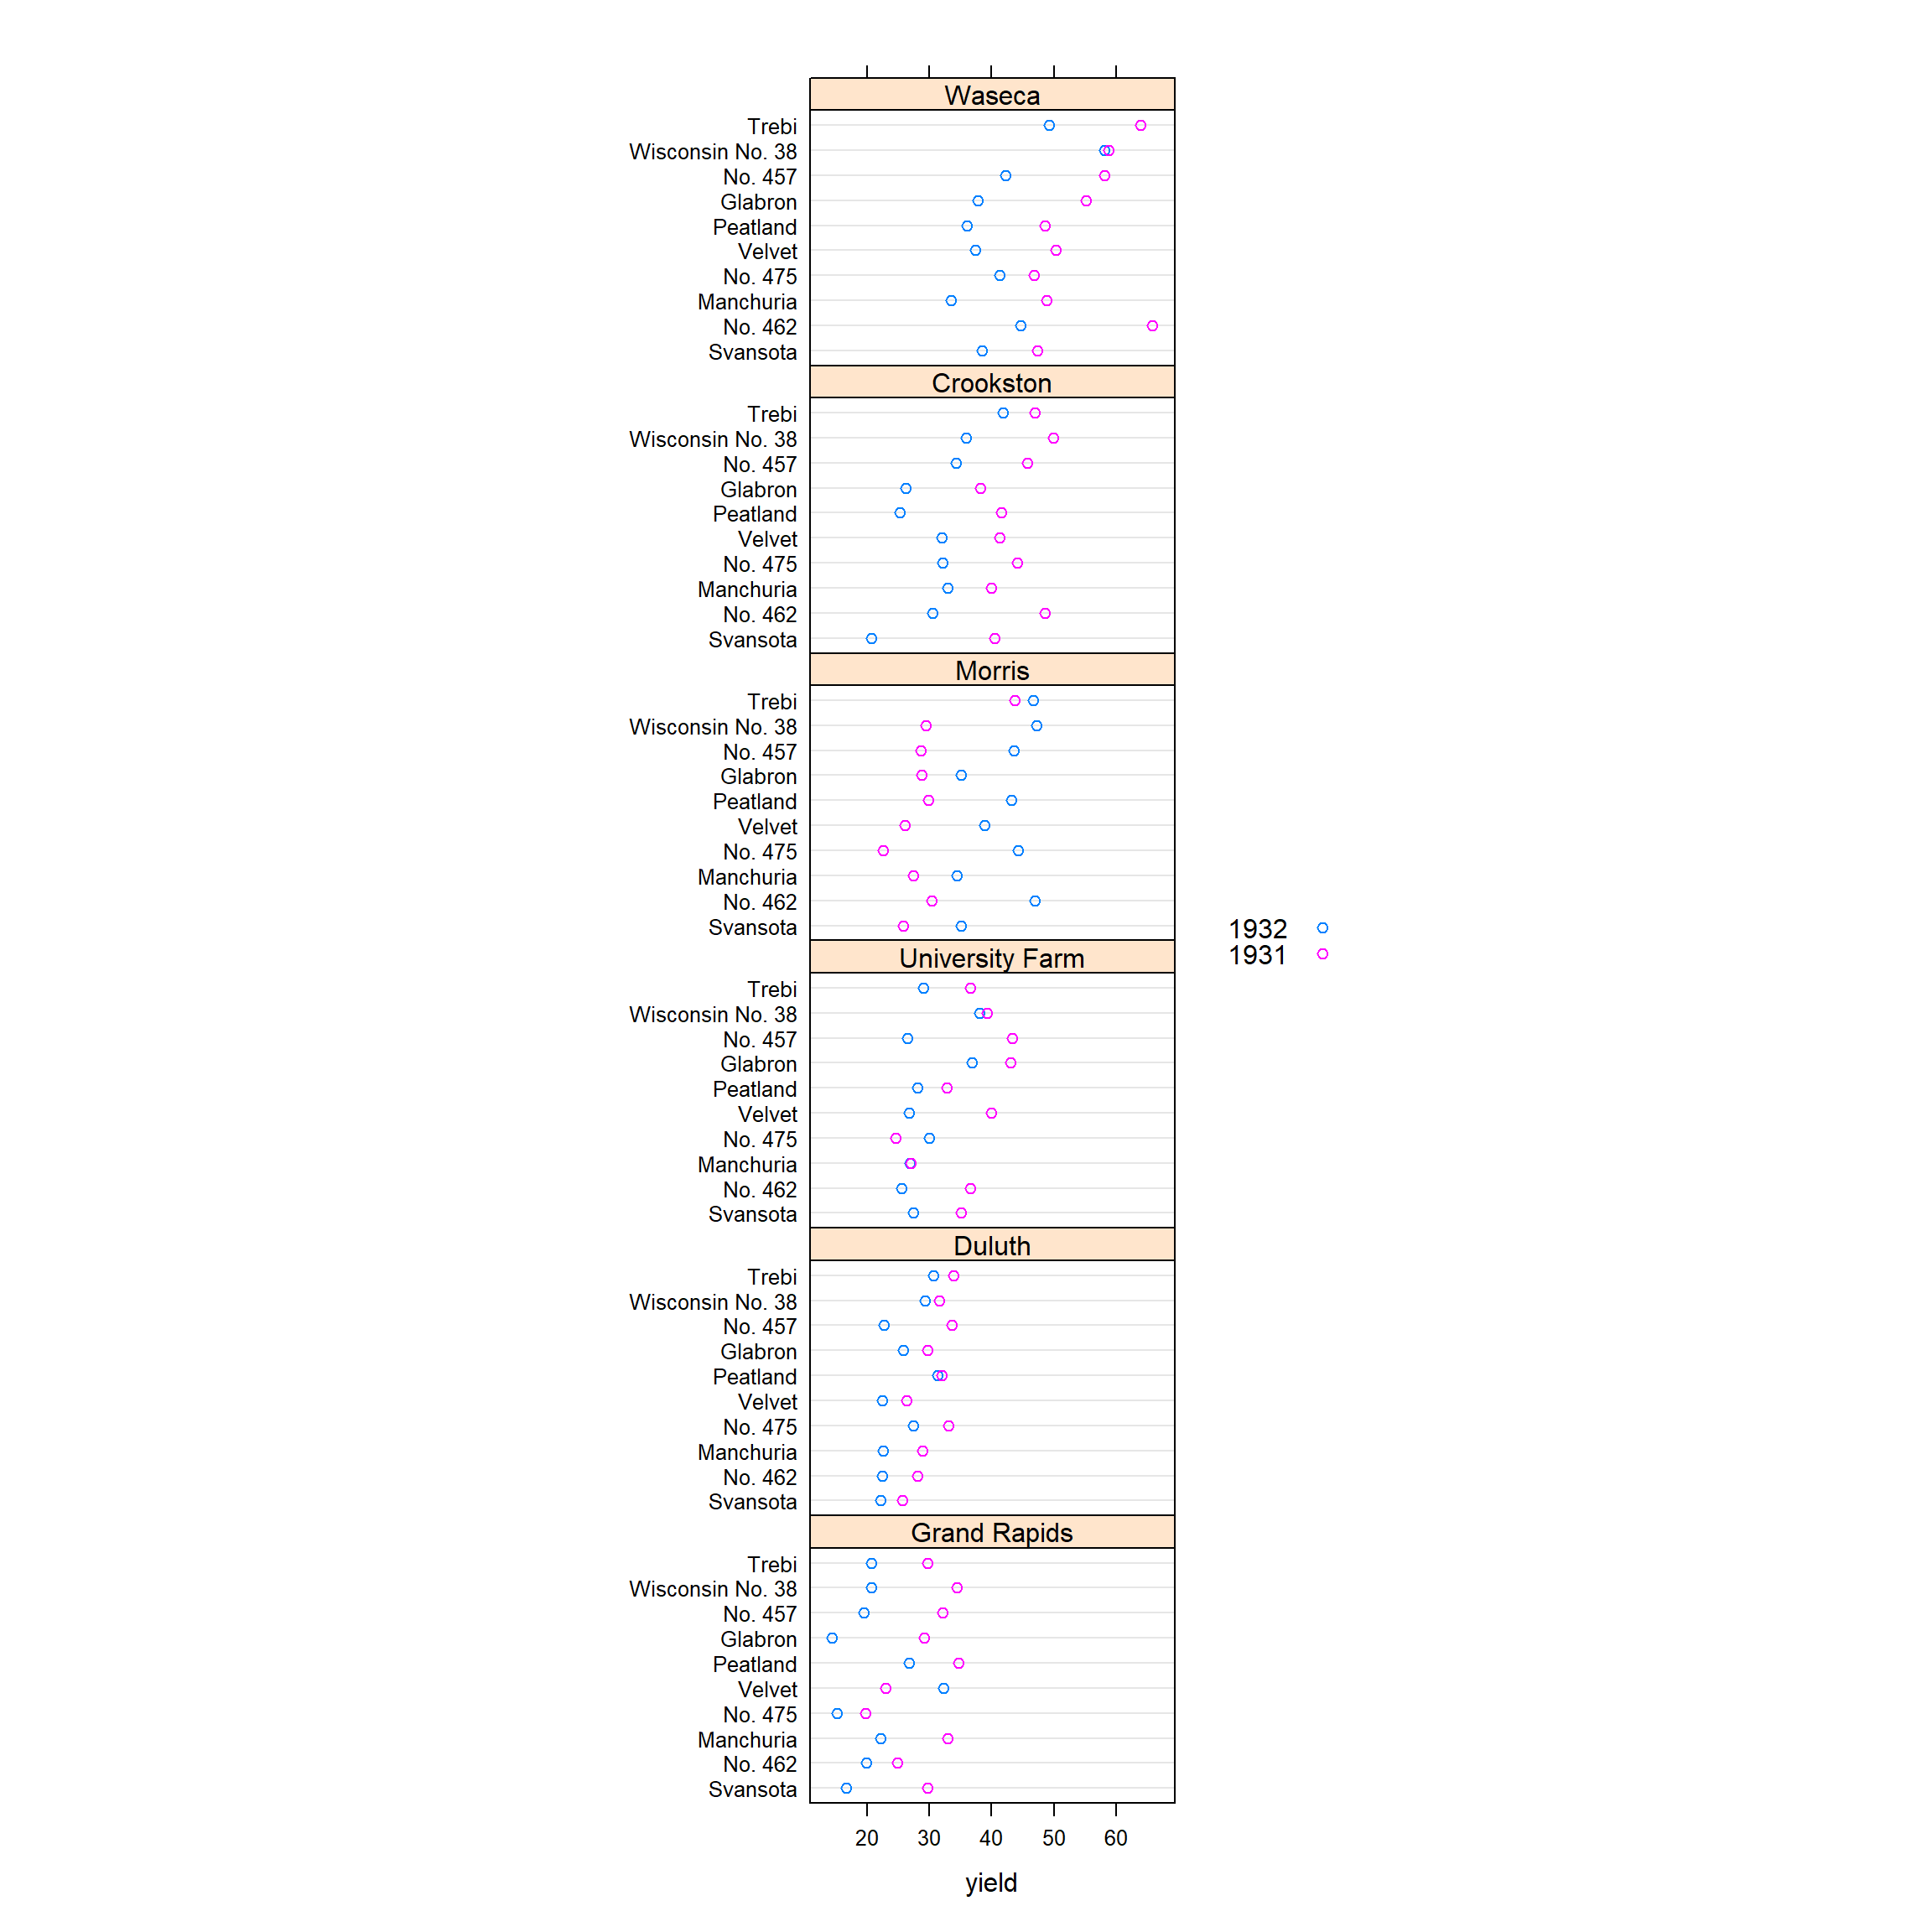 Waseca
Trebi
Wisconsin No. 38
No. 457
Glabron
Peatland
Velvet
No. 475
Manchuria
No. 462
Svansota
Crookston
Trebi
Wisconsin No. 38
No. 457
Glabron
Peatland
Velvet
No. 475
Manchuria
No. 462
Svansota
Morris
Trebi
Wisconsin No. 38
No. 457
Glabron
Peatland
Velvet
No. 475
Manchuria
No. 462
Svansota
University Farm
Trebi
Wisconsin No. 38
No. 457
Glabron
Peatland
Velvet
No. 475
Manchuria
No. 462
Svansota
Duluth
Trebi
Wisconsin No. 38
No. 457
Glabron
Peatland
Velvet
No. 475
Manchuria
No. 462
Svansota
Grand Rapids
Trebi
Wisconsin No. 38
No. 457
Glabron
Peatland
Velvet
No. 475
Manchuria
No. 462
Svansota
20 30 40 50 60
yield
1932
1931